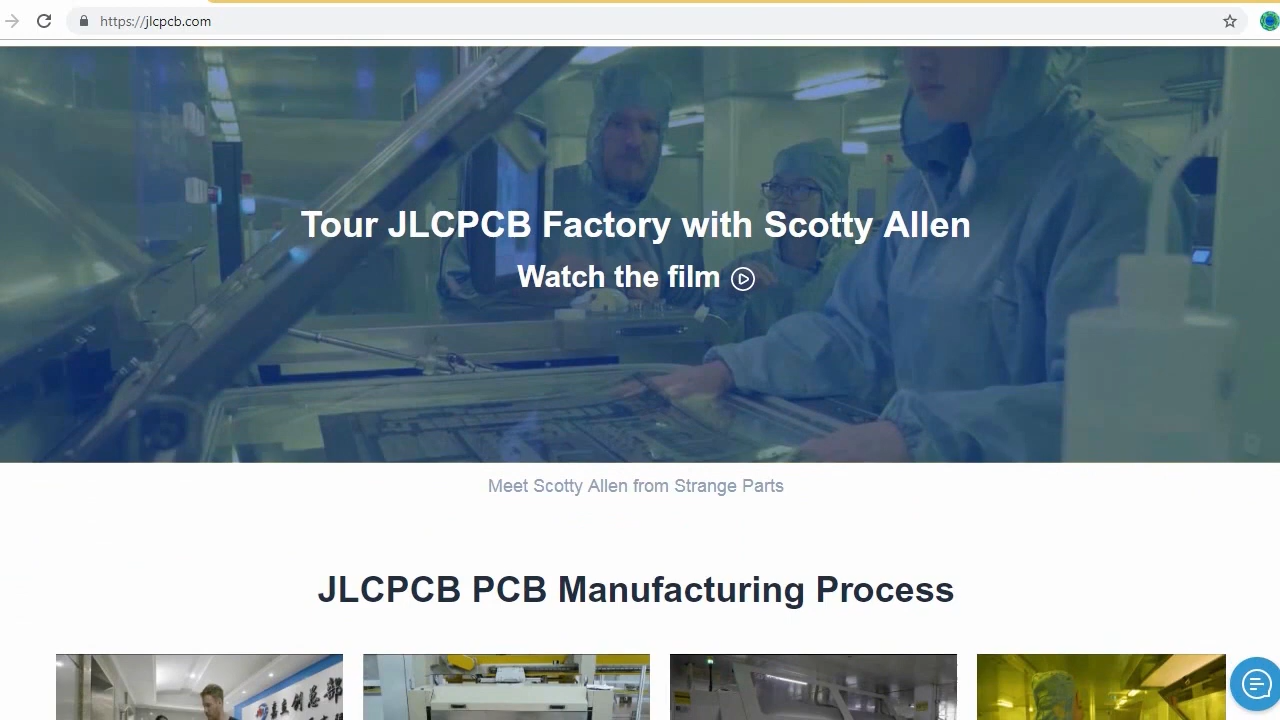 https://jlcpcb.com
Tour JLCPCB Factory with Scotty Allen
Watch the film
Meet Scotty Allen from Strange Parts
JLCPCB PCB Manufacturing Process